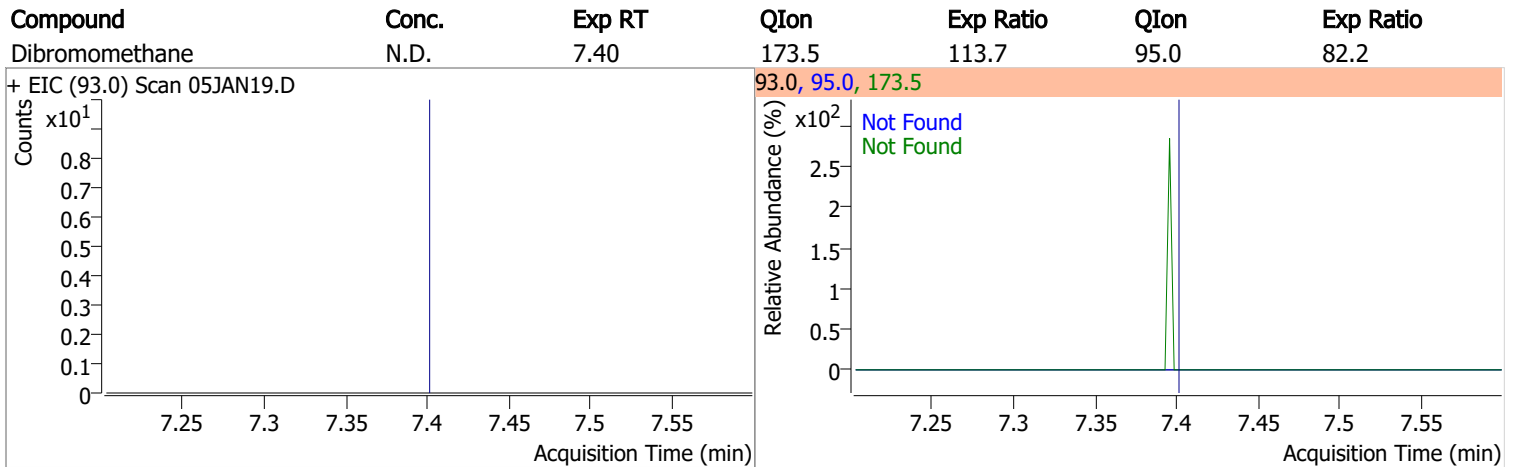 Compound Conc. Exp RT QIon Exp Ratio QIon Exp Ratio
Dibromomethane N.D. 7.40 173.5 113.7 95.0 82.2
+ EIC (93.0) Scan 05JAN19.D
Counts
x10¹
0.8
0.7
0.6
0.5
0.4
0.3
0.2
0.1
0
7.25 7.3 7.35 7.4 7.45 7.5 7.55
Acquisition Time (min)
93.0, 95.0, 173.5
Relative Abundance (%)
x10²
Not Found
Not Found
2.5
2
1.5
1
0.5
0
7.25 7.3 7.35 7.4 7.45 7.5 7.55
Acquisition Time (min)